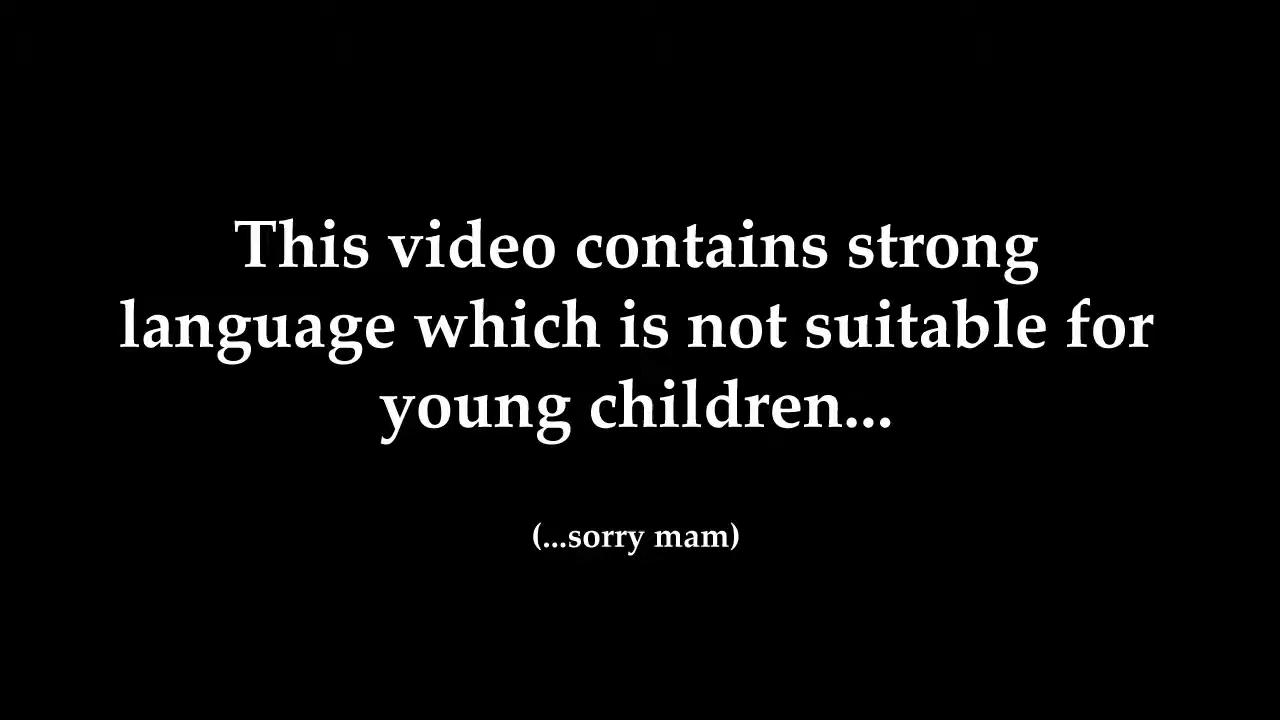 This video contains strong
language which is not suitable for
young children...
(...sorry mam)